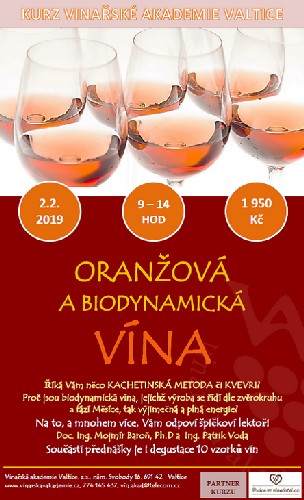 KURZ VINAŘSKÉ AKADEMIE VALTICE
2.2.
2019
9 – 14
HOD
1 950
Kč
ORANŽOVÁ
A BIODYNAMICKÁ
VÍNA
Říká Vám něco KACHETINSKÁ METODA či KVEVRI?
Proč jsou biodynamická vína, jejichž výroba se řídí dle zvěrokruhu
a fází Měsíce, tak výjimečná a plná energie?
Na to, a mnohem více, Vám odpoví špičkoví lektoři!
Doc. Ing. Mojmír Baroň, Ph.D a Ing. Patrik Voda
Součástí přednášky je i degustace 10 vzorků vín
Vinařská akademie Valtice, z.s., nám. Svobody 16, 691 42 Valtice
PARTNER
KURZU